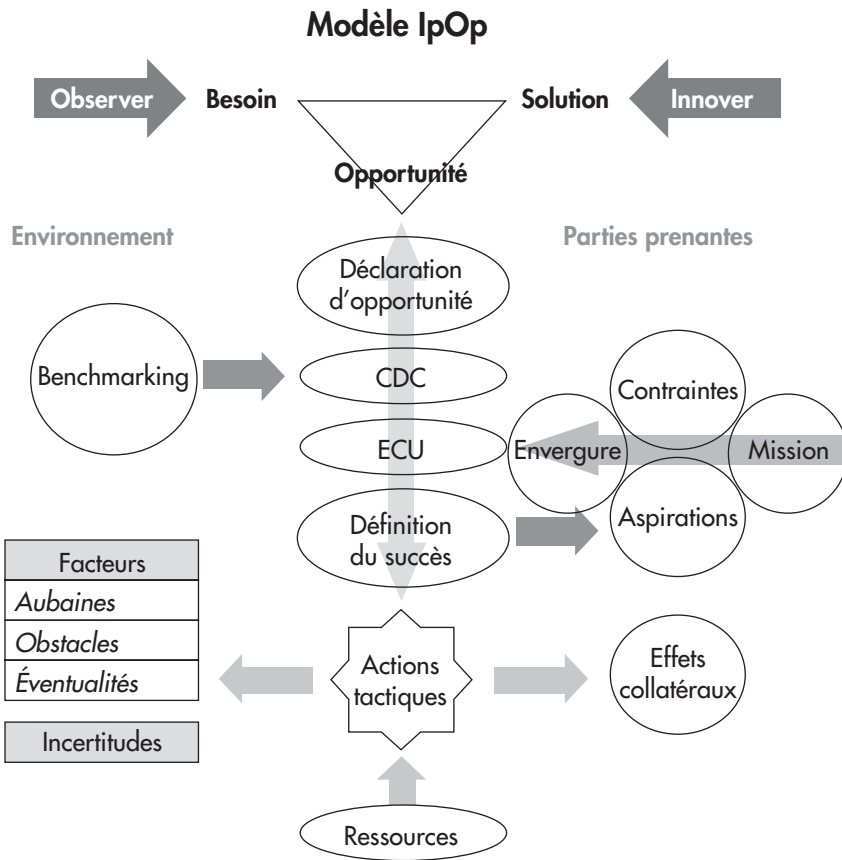 Modèle IpOp
Observer
Besoin
Solution
Innover
Opportunité
Environnement
Parties prenantes
Déclaration
d'opportunité
Benchmarking
CDC
Contraintes
ECU
Envergure
Mission
Définition
du succès
Aspirations
Facteurs
Aubaines
Obstacles
Éventualités
Incertitudes
Actions
tactiques
Effets
collatéraux
Ressources